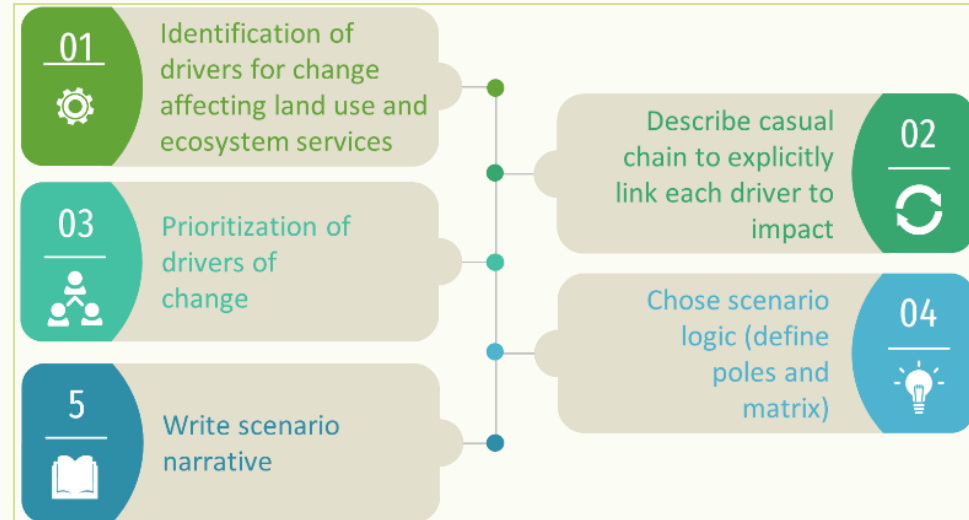 01
Identification of
drivers for change
affecting land use and
ecosystem services
02
Describe casual
chain to explicitly
link each driver to
impact
03
Prioritization of
drivers of
change
04
Chose scenario
logic (define
poles and
matrix)
5
Write scenario
narrative